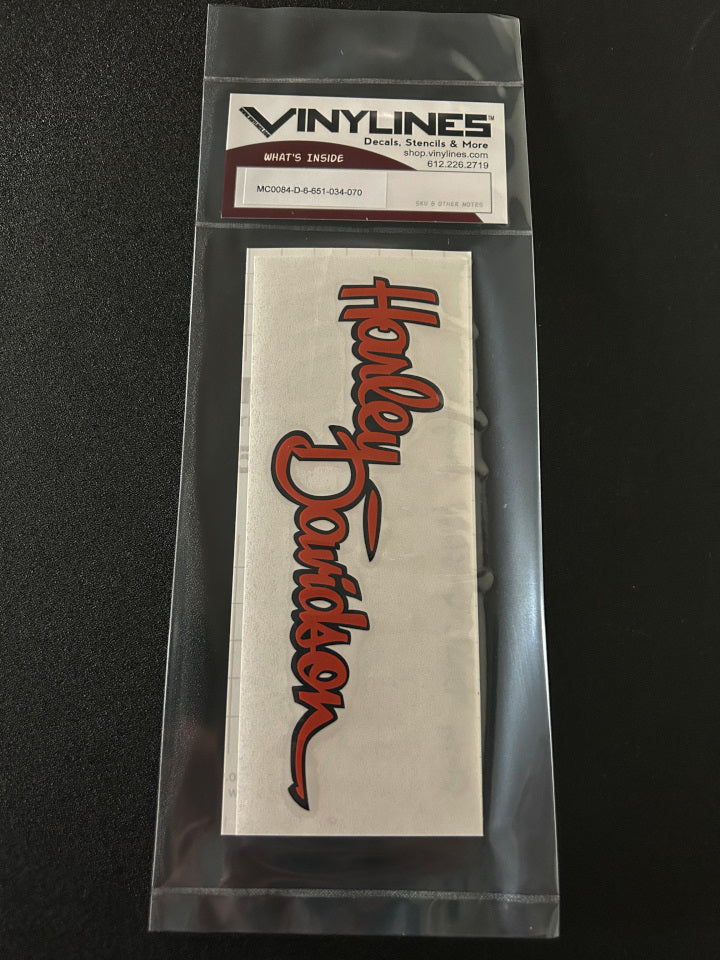 VINYLINES™
Decals, Stencils & More
shop.vinylines.com
612.226.2719
WHAT'S INSIDE
MC0084-D-6-651-034-070
SKU & OTHER NOTES
Harley
Davidson